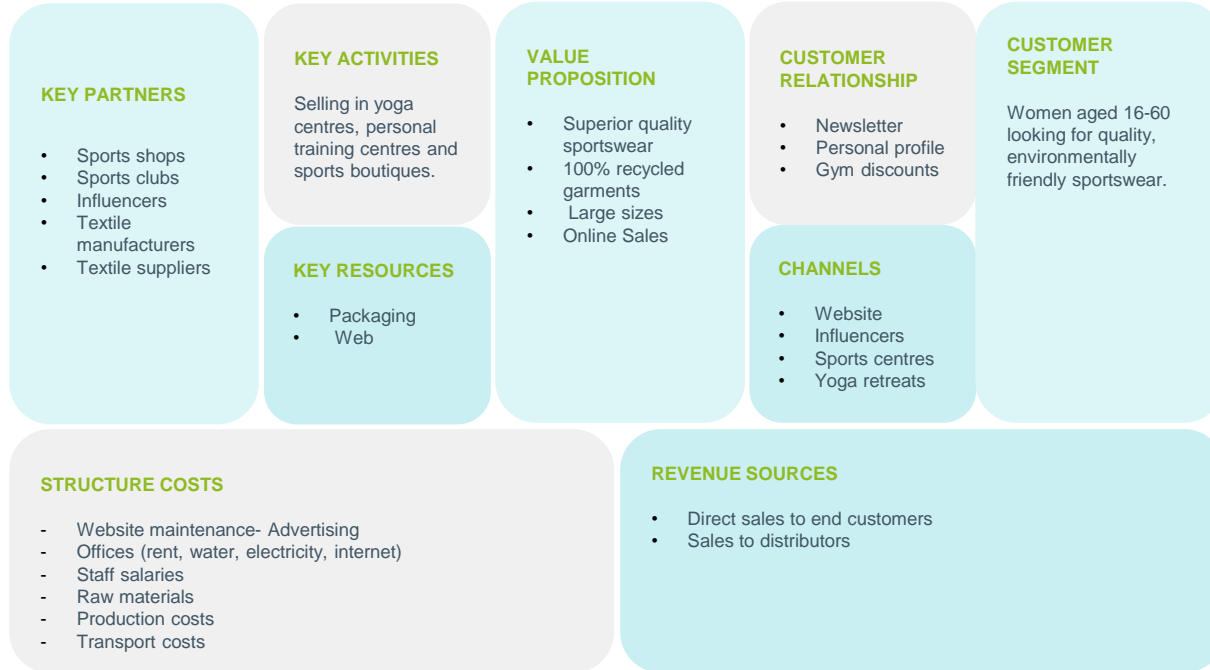 KEY PARTNERS
• Sports shops
• Sports clubs
• Influencers
• Textile
manufacturers
• Textile suppliers
KEY ACTIVITIES
Selling in yoga
centres, personal
training centres and
sports boutiques.
KEY RESOURCES
• Packaging
• Web
VALUE
PROPOSITION
• Superior quality
sportswear
• 100% recycled
garments
• Large sizes
• Online Sales
CUSTOMER
RELATIONSHIP
• Newsletter
• Personal profile
• Gym discounts
CHANNELS
• Website
• Influencers
• Sports centres
• Yoga retreats
CUSTOMER
SEGMENT
Women aged 16-60
looking for quality,
environmentally
friendly sportswear.
STRUCTURE COSTS
- Website maintenance- Advertising
- Offices (rent, water, electricity, internet)
- Staff salaries
- Raw materials
- Production costs
- Transport costs
REVENUE SOURCES
• Direct sales to end customers
• Sales to distributors